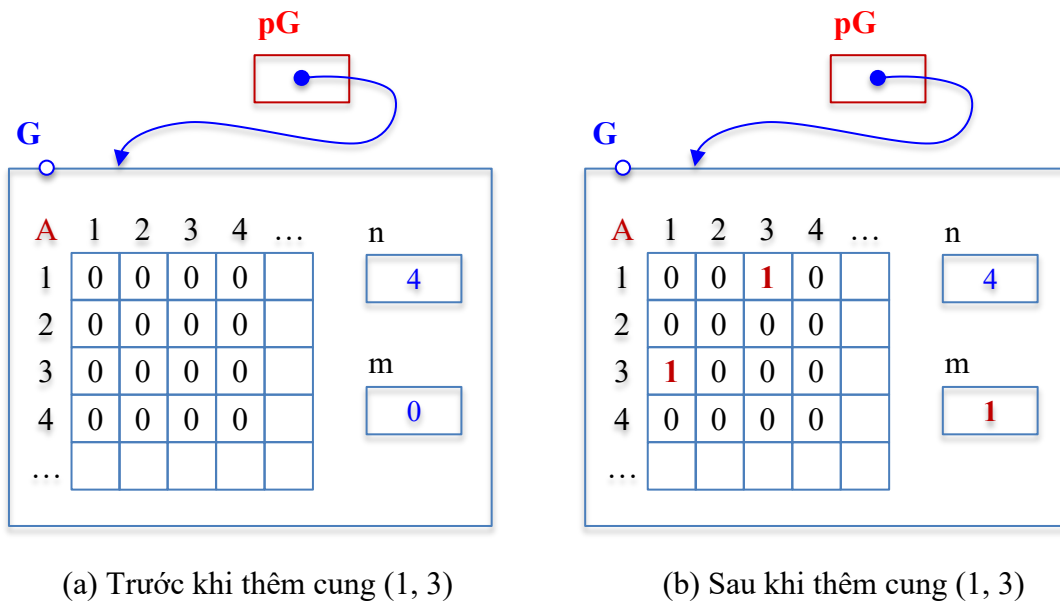 pG
G
A 1 2 3 4 …
1 0 0 0 0
2 0 0 0 0
3 0 0 0 0
4 0 0 0 0
…
n
4
m
0
(a) Trước khi thêm cung (1, 3)
pG
G
A 1 2 3 4 …
1 0 0 1 0
2 0 0 0 0
3 1 0 0 0
4 0 0 0 0
…
n
4
m
1
(b) Sau khi thêm cung (1, 3)